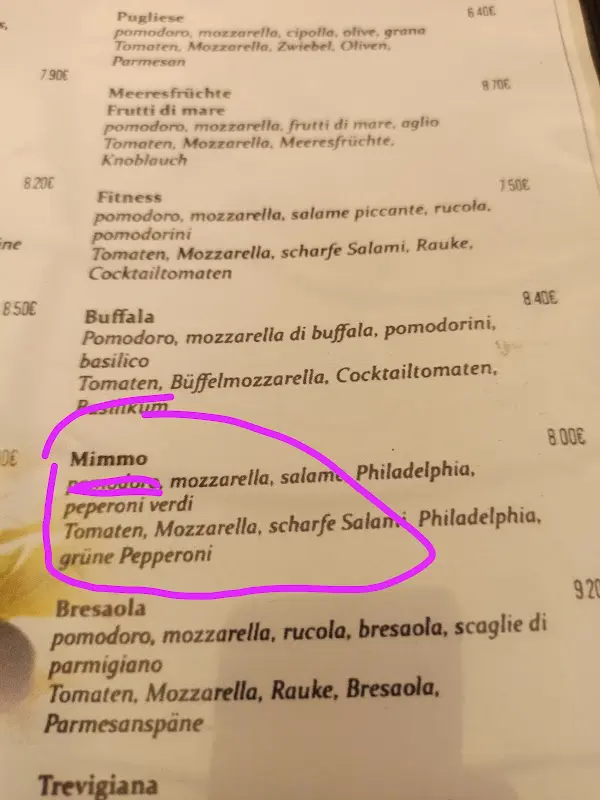 Pugliese
6.40€
pomodoro, mozzarella, cipolla, olive, grana
Tomaten, Mozzarella, Zwiebel, Oliven,
Parmesan
7.90€
Meeresfrüchte
8.70€
Frutti di mare
pomodoro, mozzarella, frutti di mare, aglio
Tomaten, Mozzarella, Meeresfrüchte,
Knoblauch
8.20€
Fitness
7.50€
pomodoro, mozzarella, salame piccante, rucola,
pomodorini
Tomaten, Mozzarella, scharfe Salami, Rauke,
Cocktailtomaten
8.50€
Buffala
8.40€
Pomodoro, mozzarella di buffala, pomodorini,
basilico
Tomaten, Büffelmozzarella, Cocktailtomaten,
Basilikum
Mimmo
8.00€
pomodoro, mozzarella, salame, Philadelphia,
peperoni verdi
Tomaten, Mozzarella, scharfe Salami, Philadelphia,
grüne Pepperoni
Bresaola
9.20
pomodoro, mozzarella, rucola, bresaola, scaglie di
parmigiano
Tomaten, Mozzarella, Rauke, Bresaola,
Parmesanspäne
Trevigiana